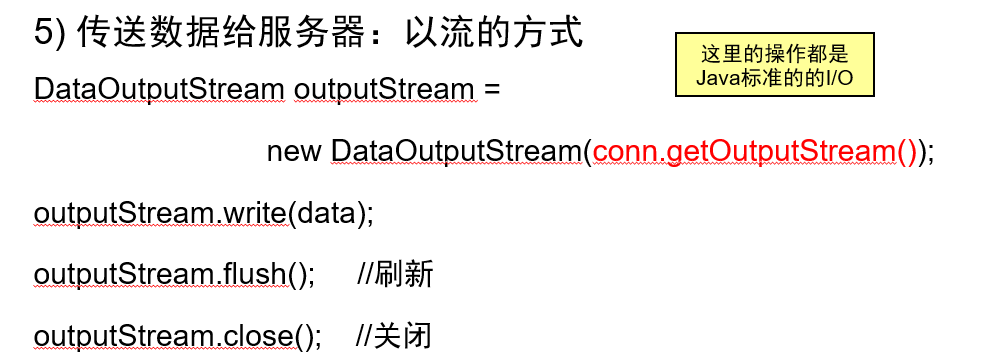 5) 传送数据给服务器：以流的方式
这里的操作都是
Java标准的的I/O
DataOutputStream outputStream =
new DataOutputStream(conn.getOutputStream());
outputStream.write(data);
outputStream.flush(); //刷新
outputStream.close(); //关闭